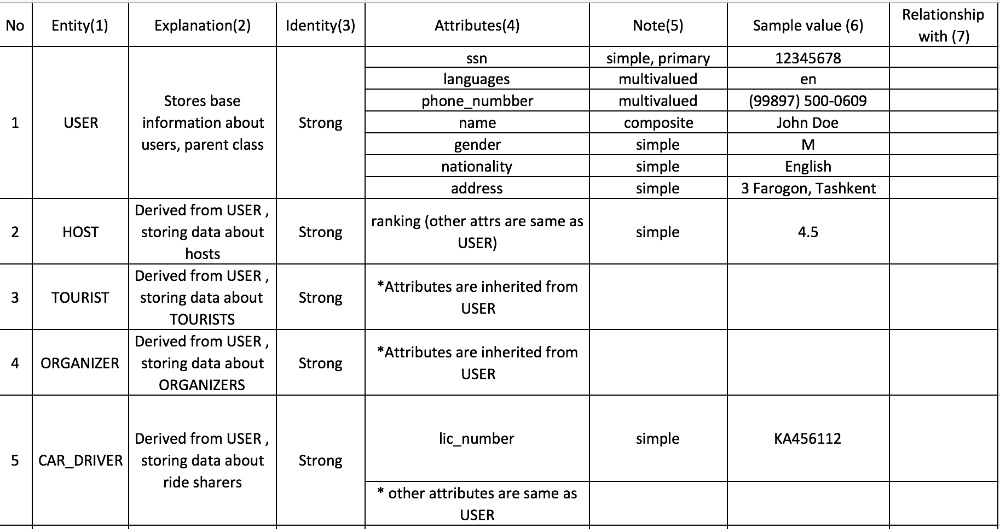 No Entity(1) Explanation(2) Identity(3) Attributes(4) Note(5) Sample value (6) Relationship
with (7)
1 USER Stores base
information about
users, parent class
Strong
ssn simple, primary 12345678
languages multivalued en
phone_numbber multivalued (99897) 500-0609
name composite John Doe
gender simple M
nationality simple English
address simple 3 Farogon, Tashkent
2 HOST Derived from USER ,
storing data about
hosts
Strong
ranking (other attrs are same as
USER)
simple 4.5
3 TOURIST Derived from USER ,
storing data about
TOURISTS
Strong
*Attributes are inherited from
USER
4 ORGANIZER Derived from USER ,
storing data about
ORGANIZERS
Strong
*Attributes are inherited from
USER
5 CAR_DRIVER Derived from USER ,
storing data about
ride sharers
Strong
lic_number simple KA456112
* other attributes are same as
USER